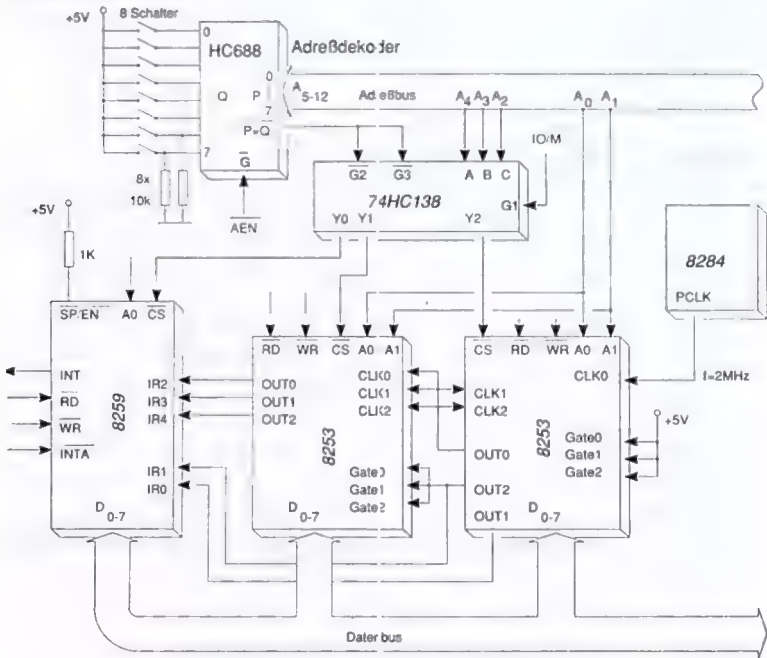 +5V
8 Schalter
0
HC688
Adreßdekoder
Q
P
0
7
A 5-12
Adreßbus
A4 A3 A2
A0
A1
P=Q
7
G
8x
10k
AEN
IO/M
G2
G3
A B C
G1
74HC138
Y0
Y1
Y2
+5V
1K
8284
PCLK
SP/EN
A0
CS
RD
WR
CS
A0
A1
CS
RD
WR
A0
A1
INT
RD
WR
INTA
8259
IR2
IR3
IR4
IR1
IR0
D 0-7
OUT0
OUT1
OUT2
8253
CLK0
CLK1
CLK2
Gate0
Gate1
Gate2
D 0-7
CLK1
CLK2
OUT0
OUT2
OUT1
8253
CLK0
f=2MHz
Gate0
Gate1
Gate2
+5V
D 0-7
Datenbus